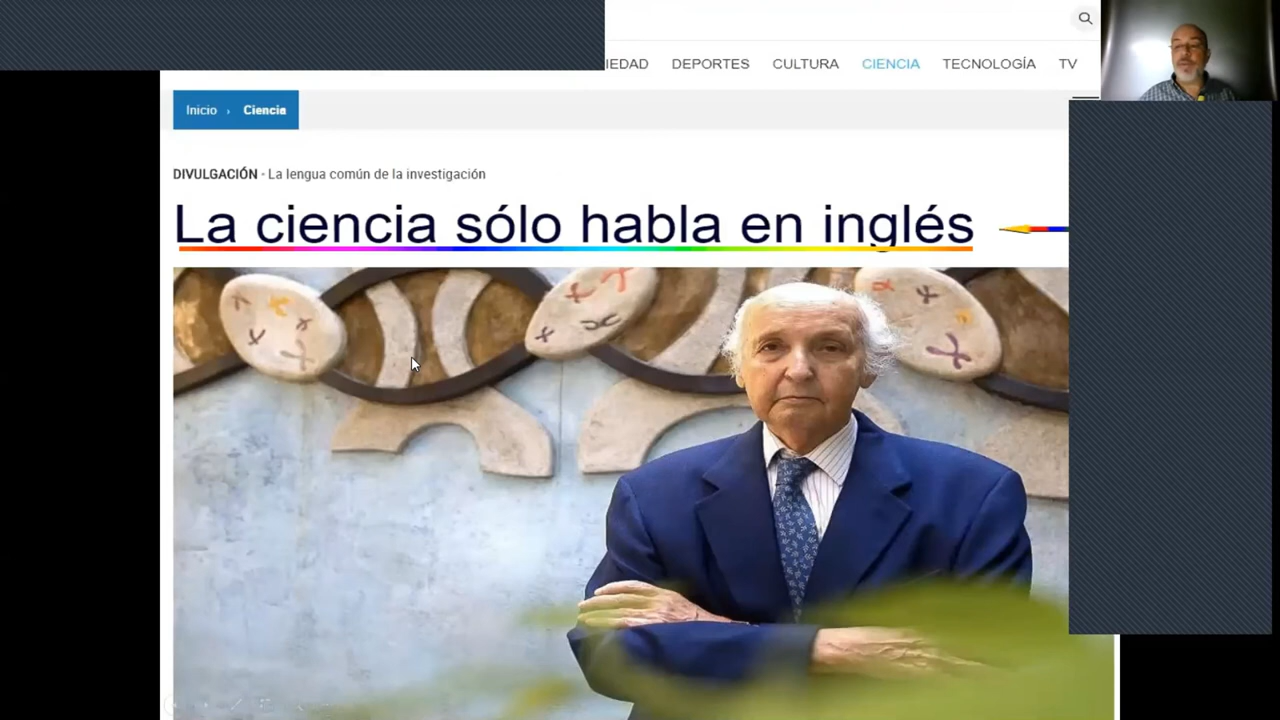 IEDAD DEPORTES CULTURA CIENCIA TECNOLOGÍA TV
Inicio › Ciencia
DIVULGACIÓN - La lengua común de la investigación
La ciencia sólo habla en inglés